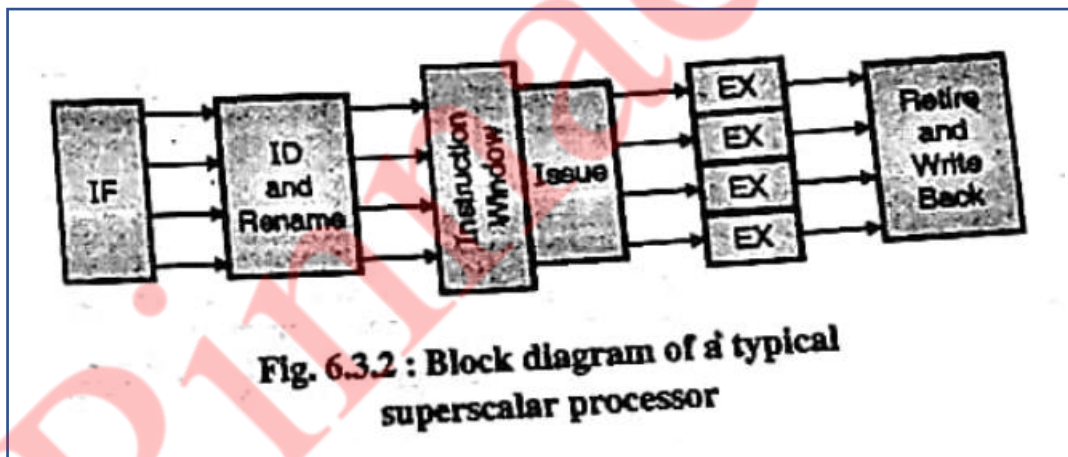 IF
ID
and
Rename
Instruction
Window
Issue
EX
EX
EX
EX
Retire
and
Write
Back
Fig. 6.3.2 : Block diagram of a typical
superscalar processor